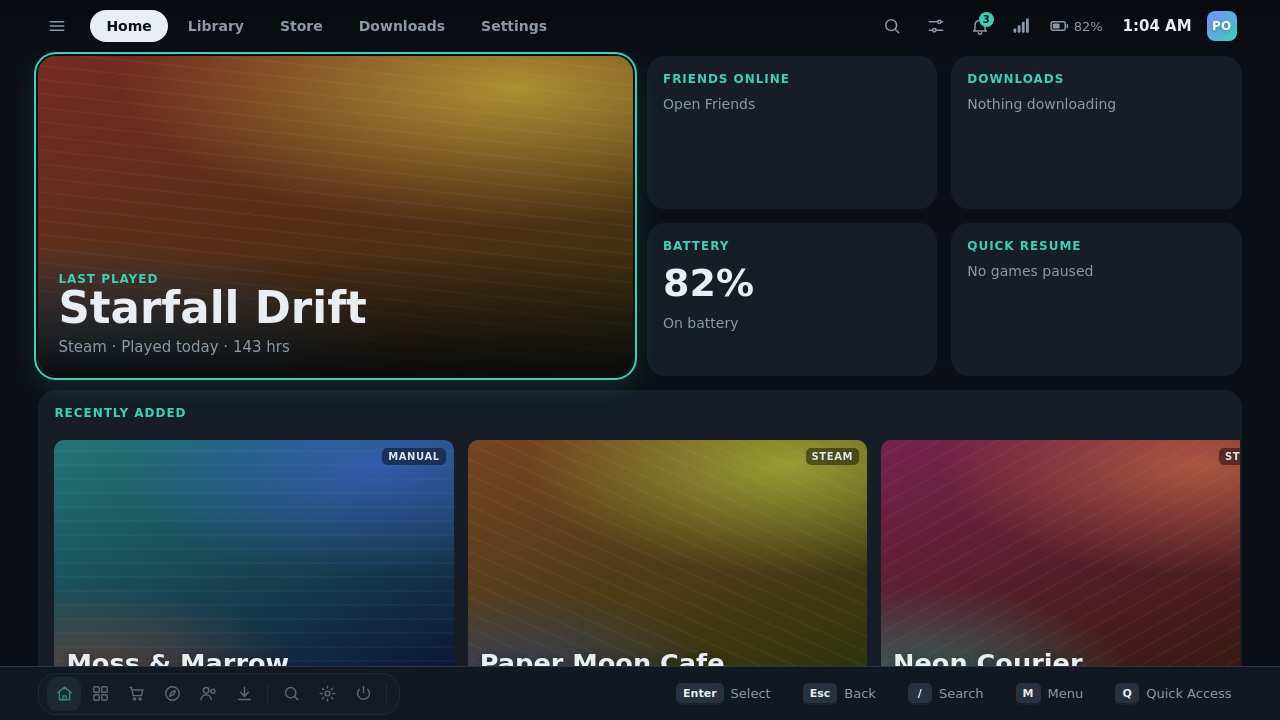 Home
Library
Store
Downloads
Settings
3
82%
1:04 AM
PO
LAST PLAYED
Starfall Drift
Steam · Played today · 143 hrs
FRIENDS ONLINE
Open Friends
DOWNLOADS
Nothing downloading
BATTERY
82%
On battery
QUICK RESUME
No games paused
RECENTLY ADDED
MANUAL
Moss & Marrow
STEAM
Paper Moon Cafe
ST
Neon Courier
Enter Select
Esc Back
/ Search
M Menu
Q Quick Access